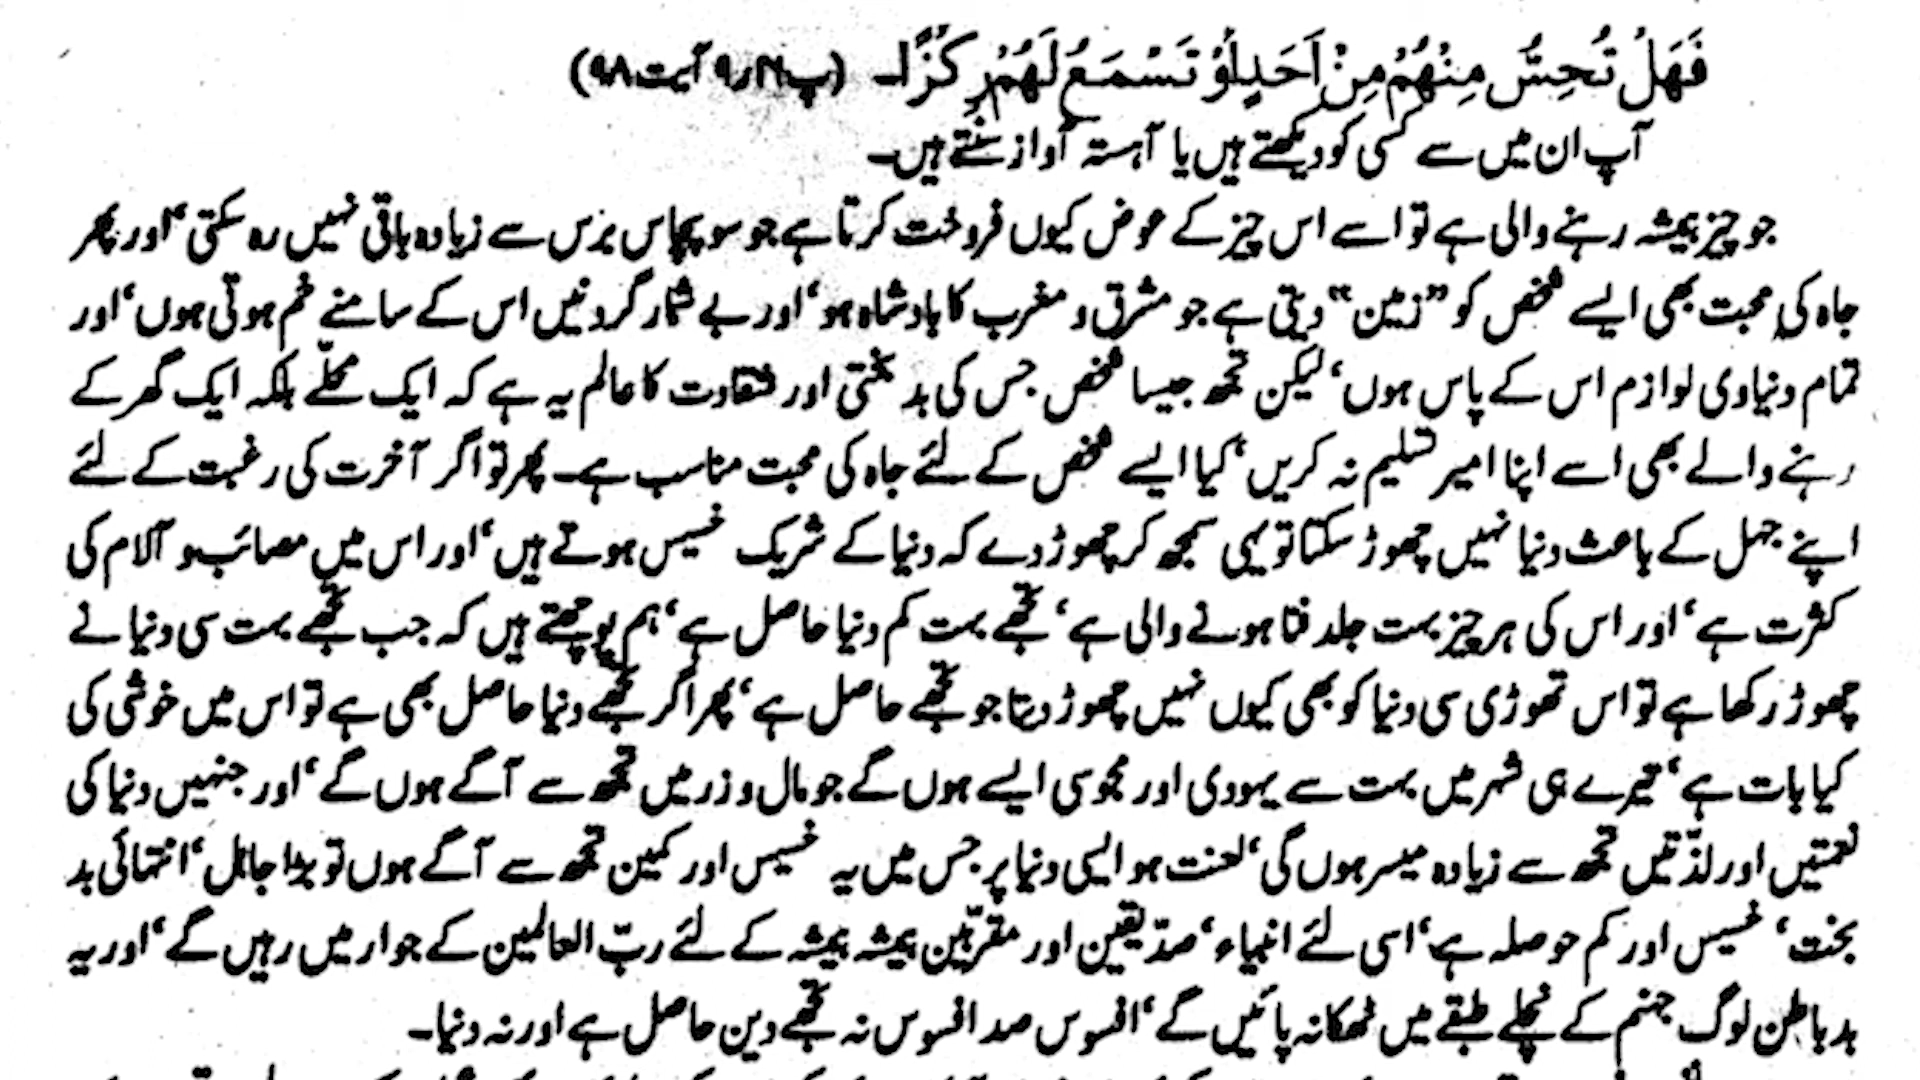 فَهَلْ تُحِسُّ مِنْهُمْ مِنْ اَحَدٍ اَوْ تَسْمَعُ لَهُمْ رِكْزًا۔ (پ۱۶ر۹ آیت ۹۸)
آپ ان میں سے کسی کو دیکھتے ہیں یا آہستہ آواز سنتے ہیں۔
جو چیز ہمیشہ رہنے والی ہے تو اسے اس چیز کے عوض کیوں فروخت کرتا ہے جو سو پچاس برس سے زیادہ باقی نہیں رہ سکتی‘ اور پھر
جاہ کی محبت بھی ایسے شخص کو ”زیبن“ دیتی ہے جو مشرق و مغرب کا بادشاہ ہو‘ اور بے شمار گردنیں اس کے سامنے خم ہوتی ہوں‘ اور
تمام دنیاوی لوازم اس کے پاس ہوں‘ لیکن تجھ جیسا شخص جس کی بد بختی اور شقاوت کا عالم یہ ہے کہ ایک محلّے بلکہ ایک گھر کے
رہنے والے بھی اسے اپنا امیر تسلیم نہ کریں‘ کیا ایسے شخص کے لئے جاہ کی محبت مناسب ہے۔ پھر تو اگر آخرت کی رغبت کے لئے
اپنے جہل کے باعث دنیا نہیں چھوڑ سکتا تو یہی سمجھ کر چھوڑ دے کہ دنیا کے شریک خسیس ہوتے ہیں‘ اور اس میں مصائب و آلام کی
کثرت ہے‘ اور اس کی ہر چیز بہت جلد فنا ہونے والی ہے‘ تجھے بہت کم دنیا حاصل ہے‘ ہم پوچھتے ہیں کہ جب تجھے بہت سی دنیا نے
چھوڑ رکھا ہے تو اس تھوڑی سی دنیا کو بھی کیوں نہیں چھوڑ دیتا جو تجھے حاصل ہے‘ پھر اگر تجھے دنیا حاصل بھی ہے تو اس میں خوشی کی
کیا بات ہے‘ تیرے ہی شہر میں بہت سے یہودی اور مجوسی ایسے ہوں گے جو مال و زر میں تجھ سے آگے ہوں گے‘ اور جنہیں دنیا کی
نعمتیں اور لذّتیں تجھ سے زیادہ میسر ہوں گی‘ لعنت ہو ایسی دنیا پر جس میں یہ خسیس اور کمین تجھ سے آگے ہوں تو بڑا جاہل‘ انتہائی بد
بخت‘ خسیس اور کم حوصلہ ہے‘ اسی لئے انبیاء‘ صدّیقین اور مقرّبین ہمیشہ ہمیشہ کے لئے ربّ العالمین کے جوار میں رہیں گے‘ اور یہ
بد باطن لوگ جہنم کے نچلے طبقے میں ٹھکانہ پائیں گے‘ افسوس صد افسوس نہ تجھے دین حاصل ہے اور نہ دنیا۔